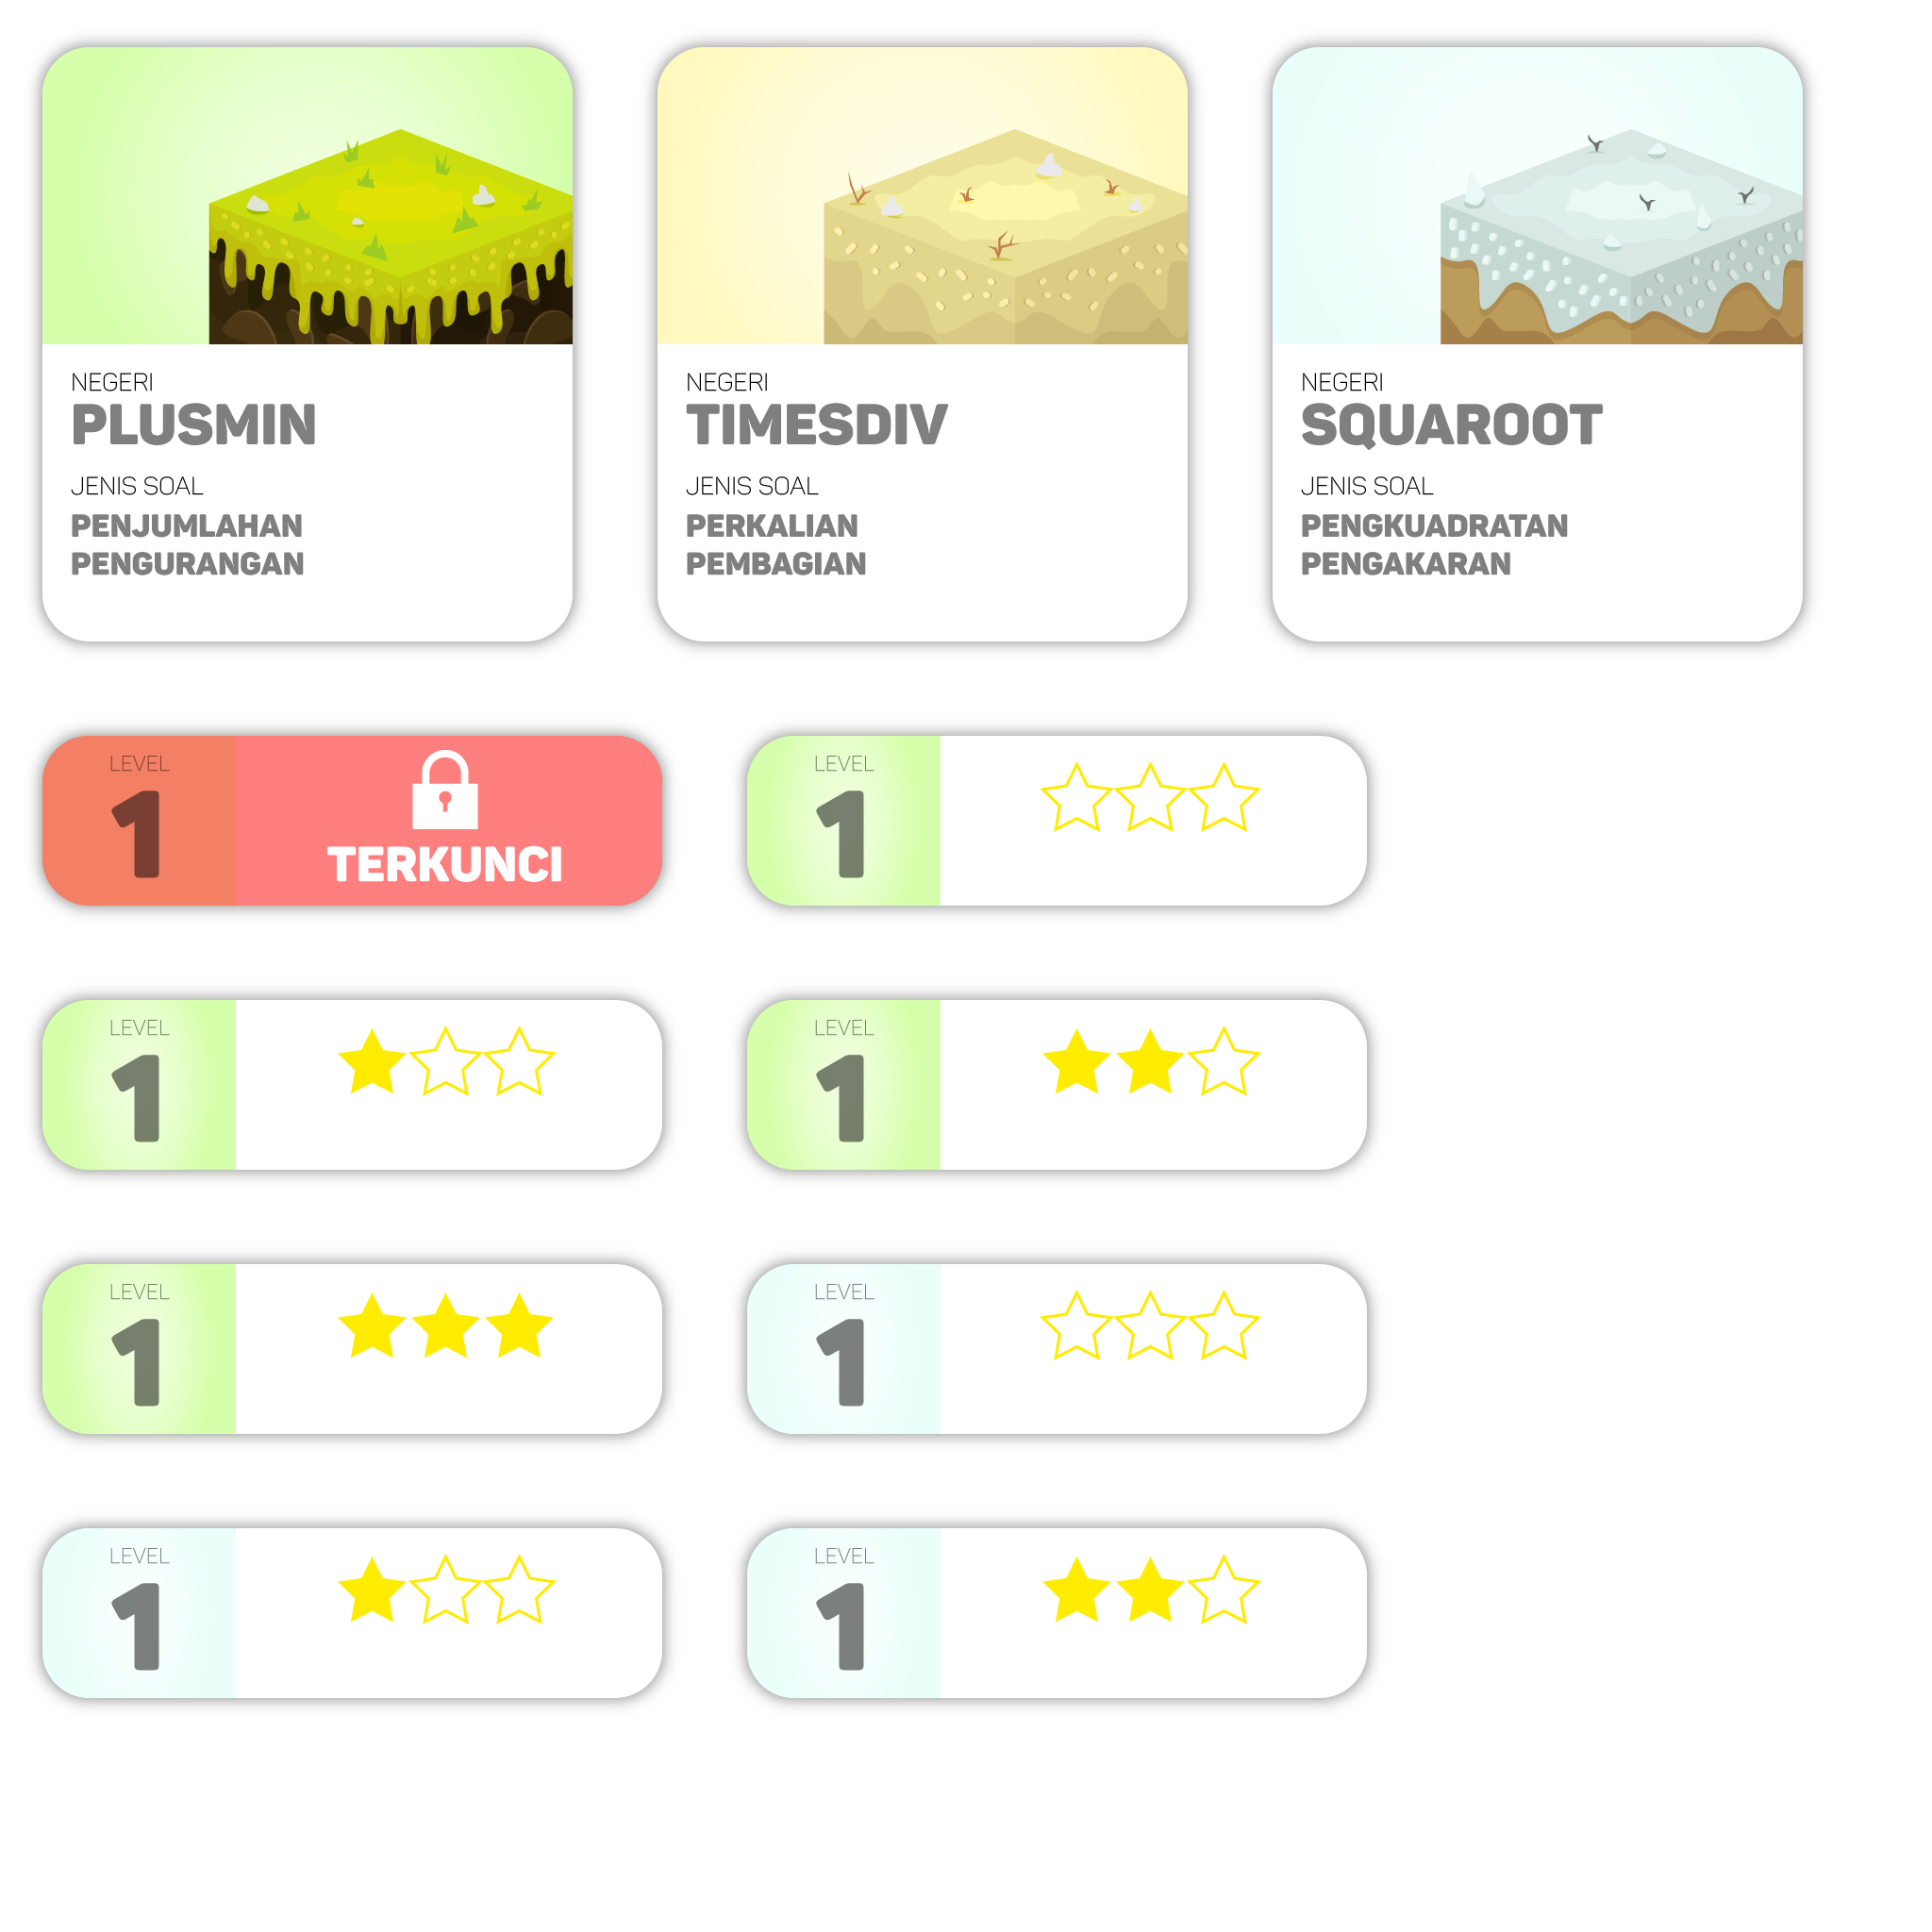 NEGERI
PLUSMIN
JENIS SOAL
PENJUMLAHAN
PENGURANGAN
NEGERI
TIMESDIV
JENIS SOAL
PERKALIAN
PEMBAGIAN
NEGERI
SQUAROOT
JENIS SOAL
PENGKUADRATAN
PENGAKARAN
LEVEL
1
TERKUNCI
LEVEL
1
LEVEL
1
LEVEL
1
LEVEL
1
LEVEL
1
LEVEL
1
LEVEL
1